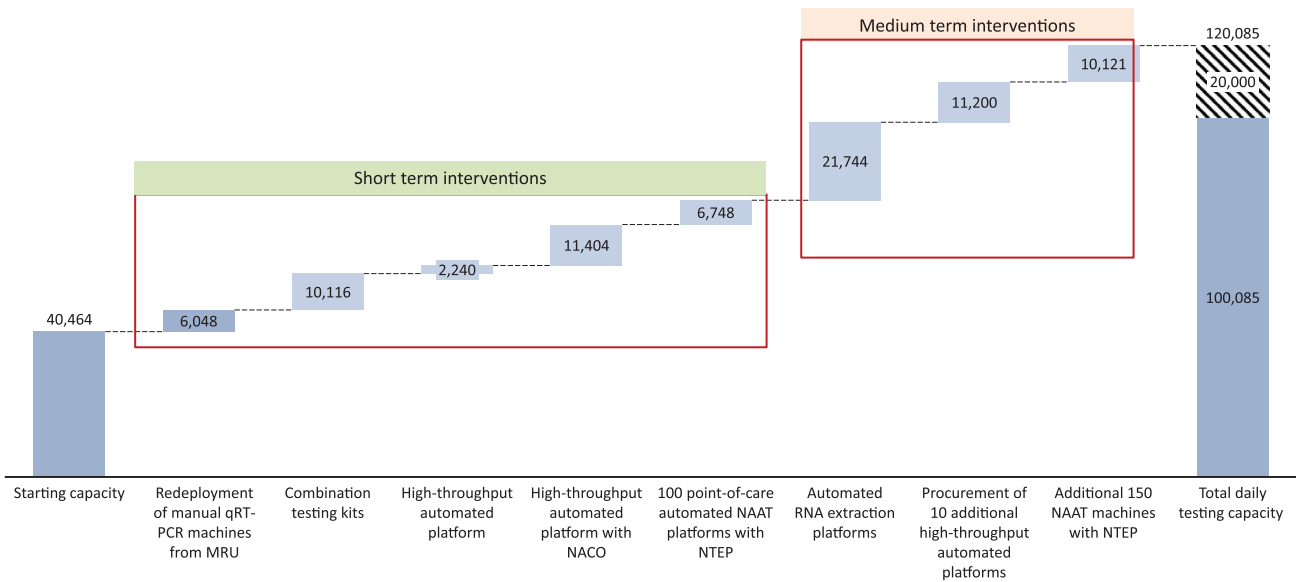 Medium term interventions
120,085
10,121
20,000
11,200
21,744
Short term interventions
6,748
11,404
2,240
10,116
100,085
40,464
6,048
Starting capacity
Redeployment
of manual qRT-
PCR machines
from MRU
Combination
testing kits
High-throughput
automated
platform
High-throughput
automated
platform with
NACO
100 point-of-care
automated NAAT
platforms with
NTEP
Automated
RNA extraction
platforms
Procurement of
10 additional
high-throughput
automated
platforms
Additional 150
NAAT machines
with NTEP
Total daily
testing capacity